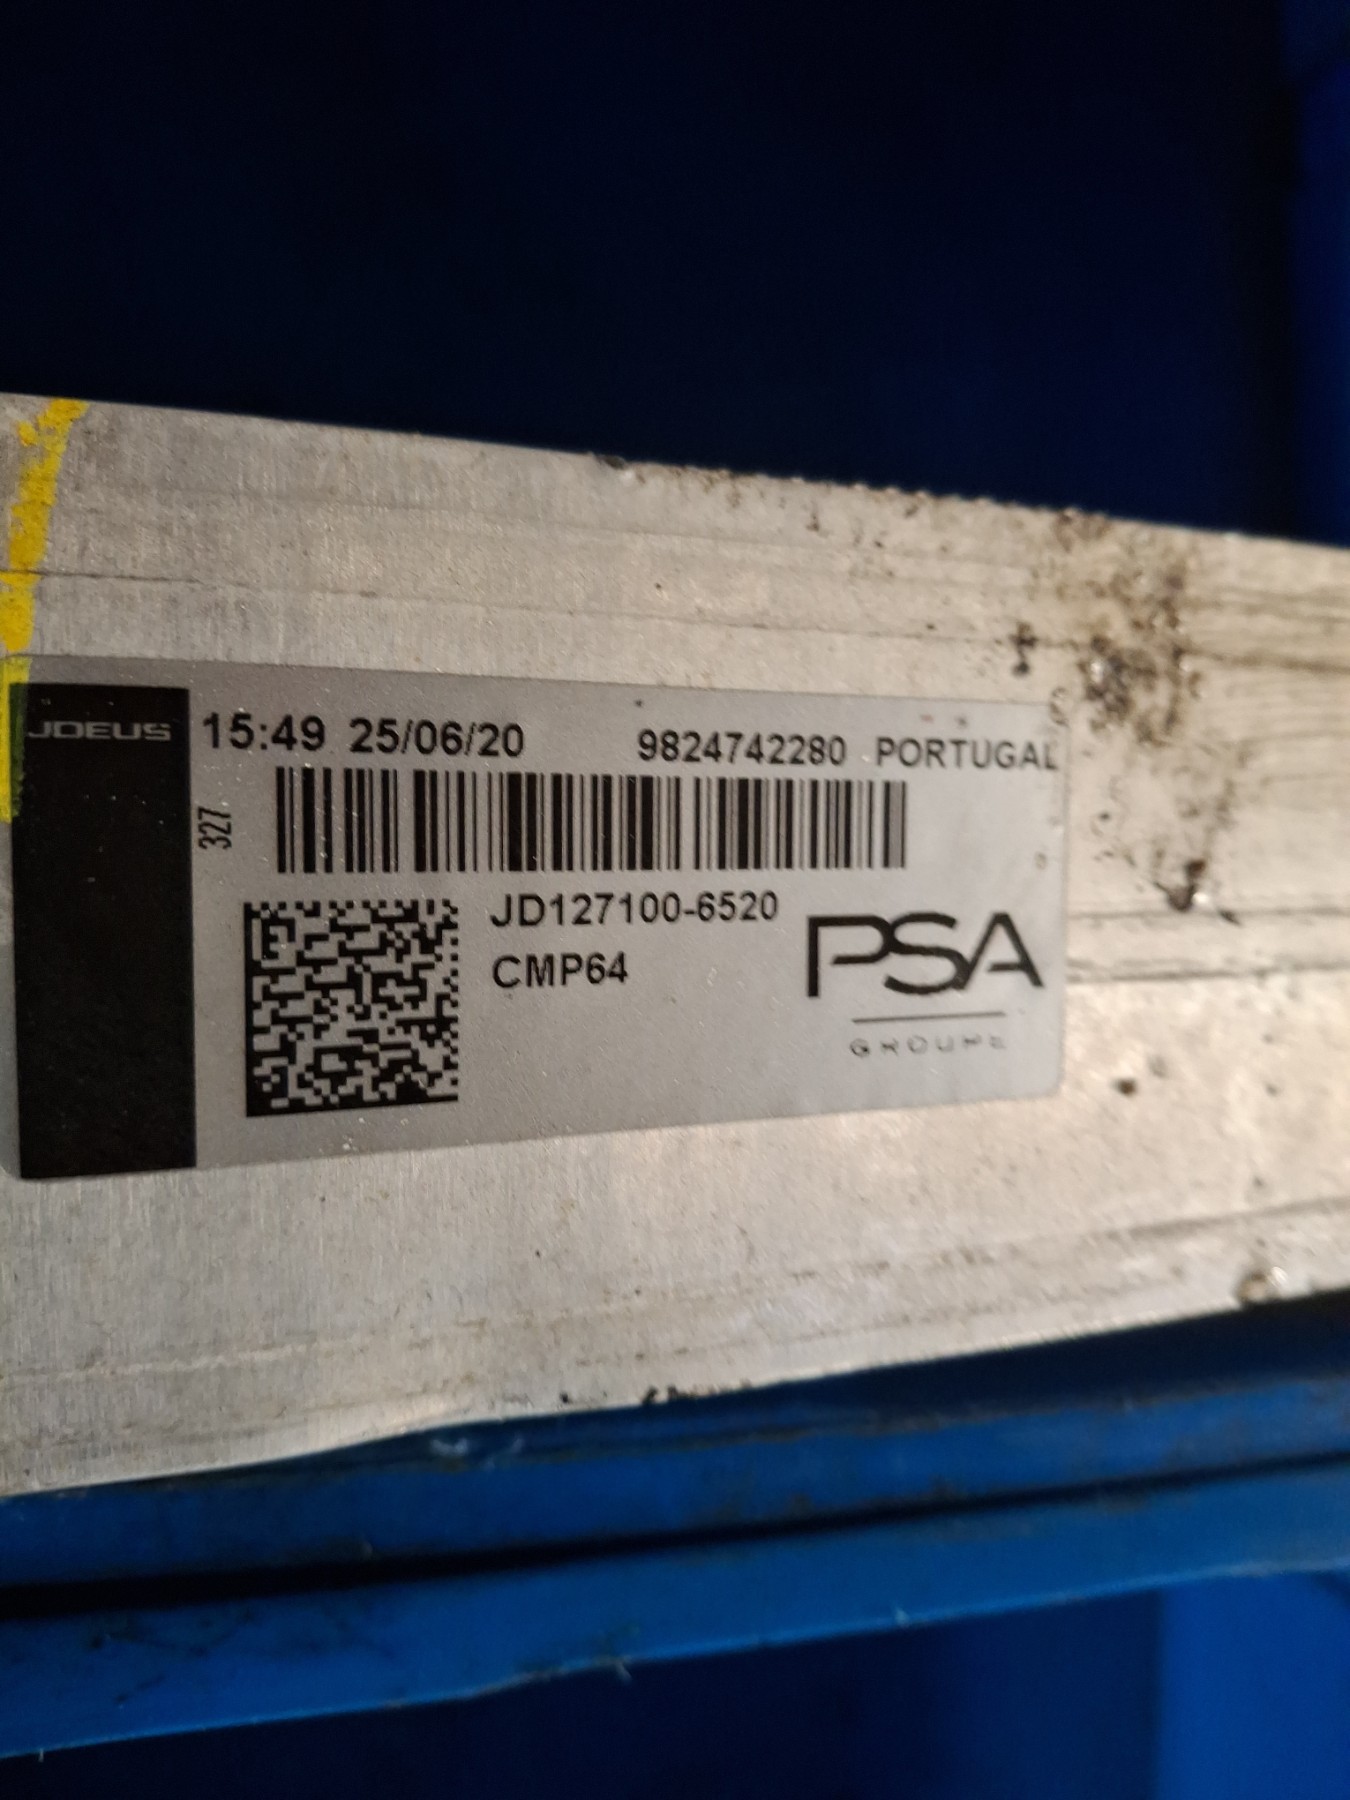 JDEUS 15:49 25/06/20 9824742280 PORTUGAL
327
JD127100-6520
CMP64
PSA
GROUPE